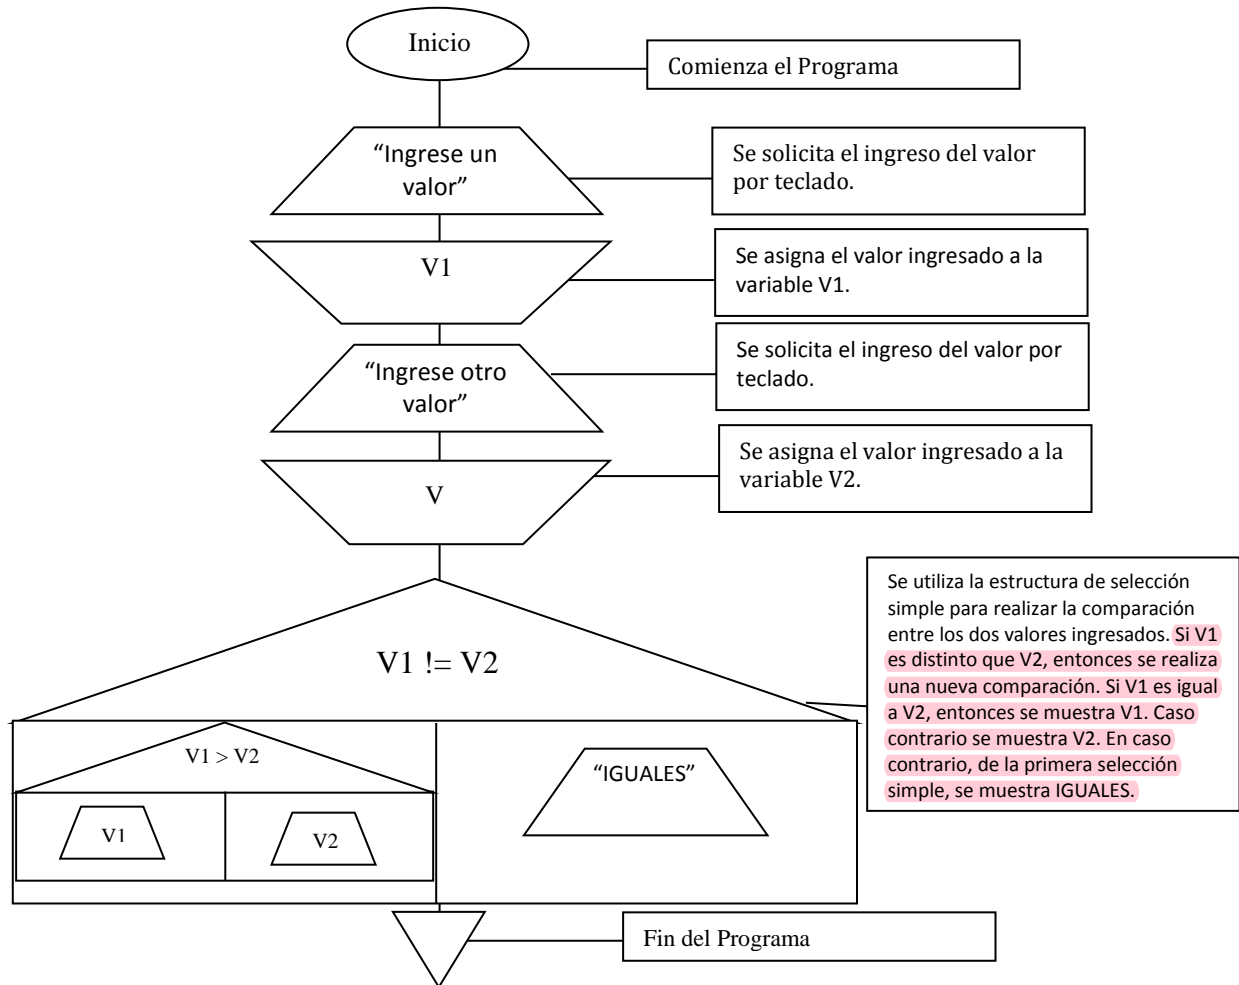 Inicio
Comienza el Programa
“Ingrese un
valor”
Se solicita el ingreso del valor
por teclado.
V1
Se asigna el valor ingresado a la
variable V1.
“Ingrese otro
valor”
Se solicita el ingreso del valor por
teclado.
V
Se asigna el valor ingresado a la
variable V2.
V1 != V2
Se utiliza la estructura de selección
simple para realizar la comparación
entre los dos valores ingresados. Si V1
es distinto que V2, entonces se realiza
una nueva comparación. Si V1 es igual
a V2, entonces se muestra V1. Caso
contrario se muestra V2. En caso
contrario, de la primera selección
simple, se muestra IGUALES.
V1 > V2
V1
V2
“IGUALES”
Fin del Programa